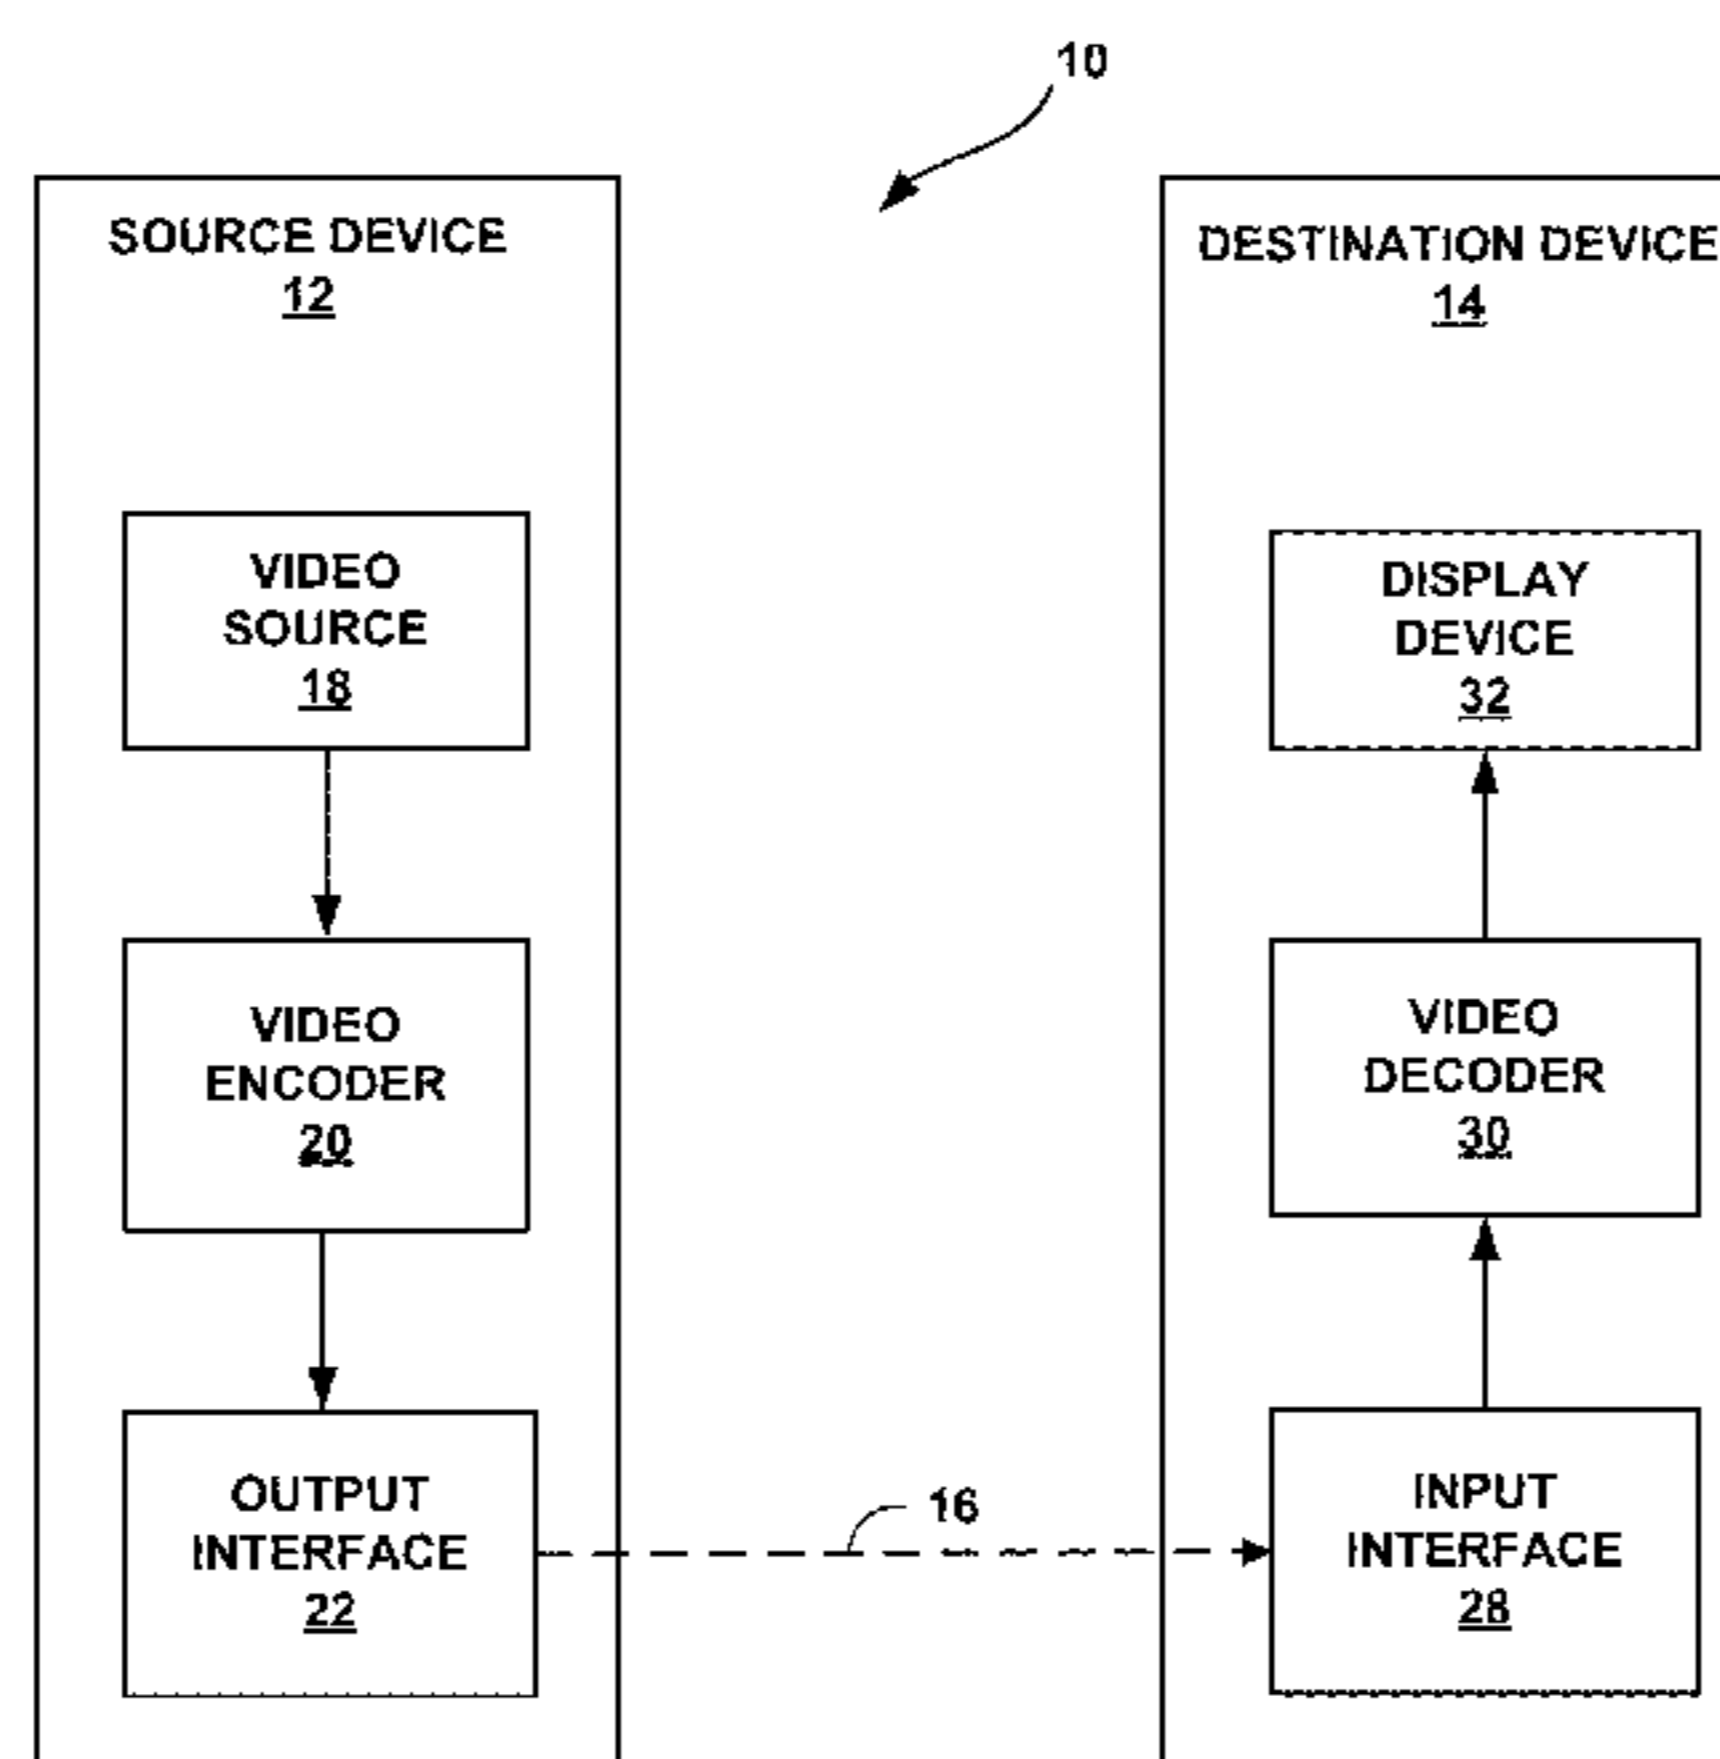 10
SOURCE DEVICE
12
VIDEO
SOURCE
18
VIDEO
ENCODER
20
OUTPUT
INTERFACE
22
16
DESTINATION DEVICE
14
DISPLAY
DEVICE
32
VIDEO
DECODER
30
INPUT
INTERFACE
28